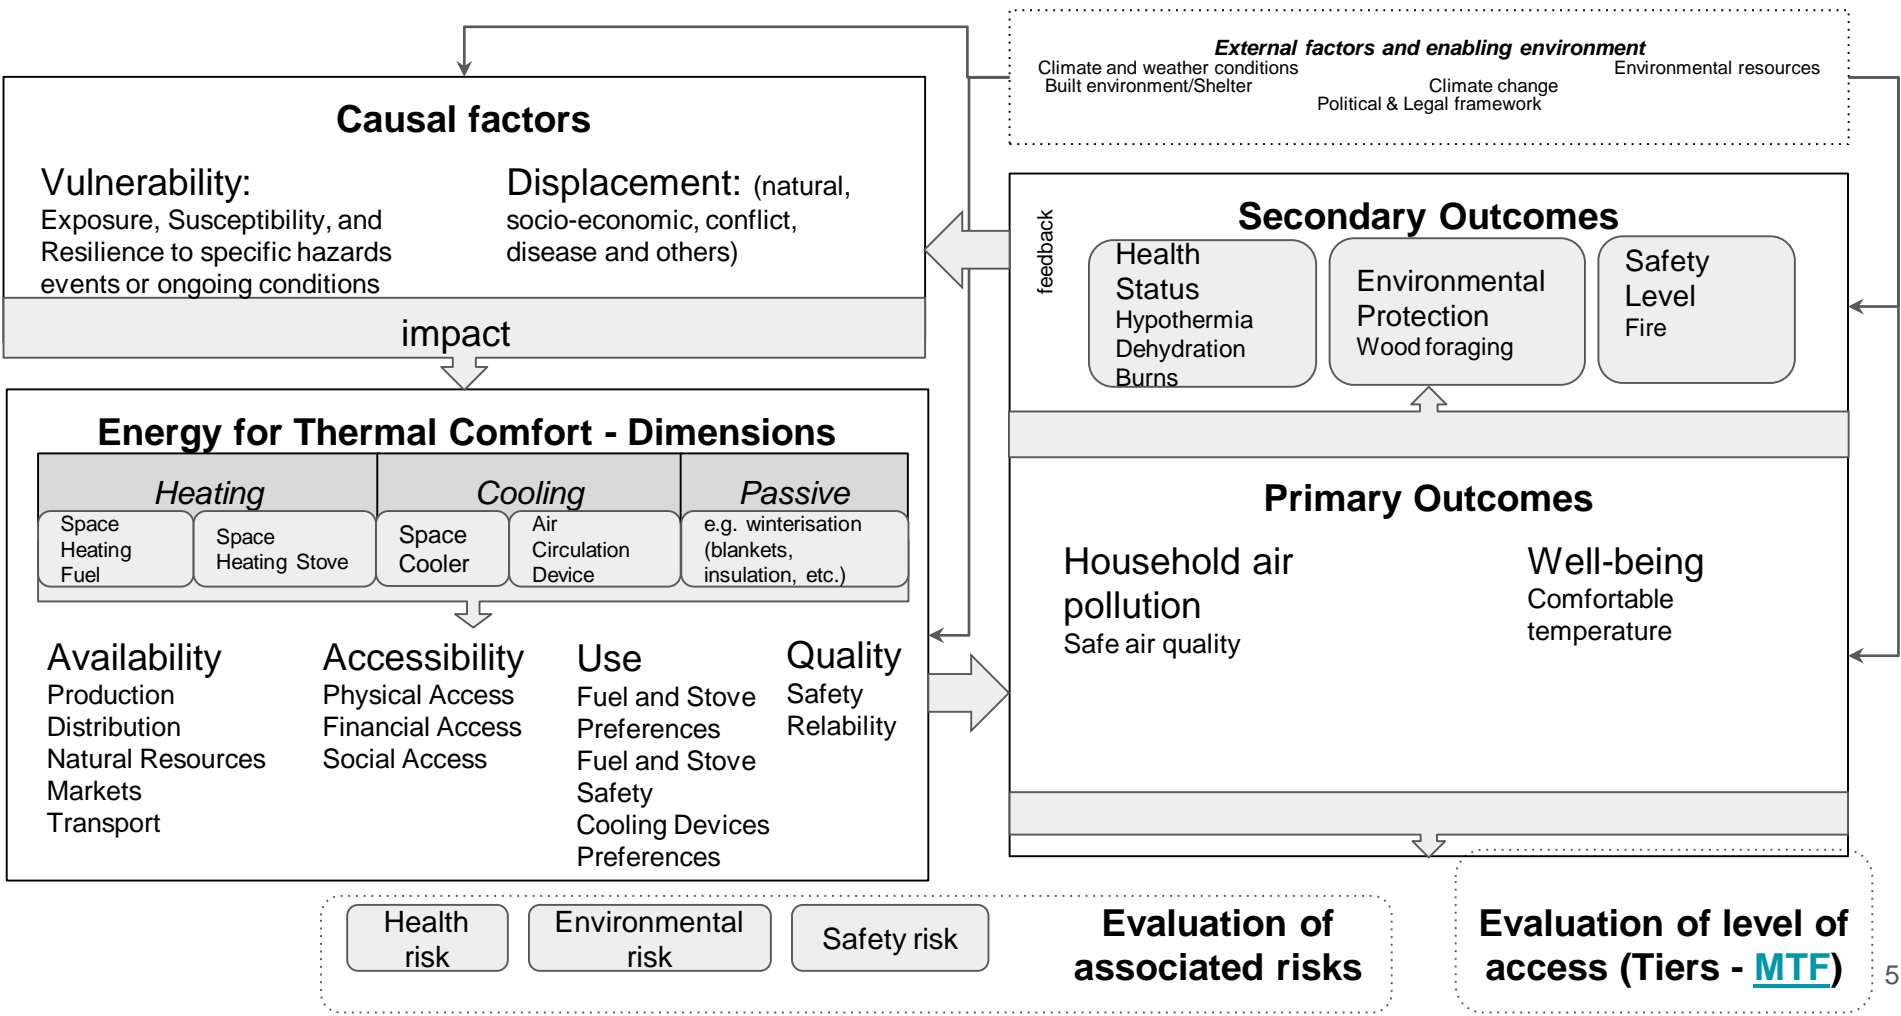 External factors and enabling environment
Climate and weather conditions
Environmental resources
Built environment/Shelter
Climate change
Political & Legal framework
Causal factors
Vulnerability:
Exposure, Susceptibility, and
Resilience to specific hazards
events or ongoing conditions
Displacement: (natural,
socio-economic, conflict,
disease and others)
impact
feedback
Secondary Outcomes
Health
Status
Hypothermia
Dehydration
Burns
Environmental
Protection
Wood foraging
Safety
Level
Fire
Energy for Thermal Comfort - Dimensions
Heating
Cooling
Passive
Space
Heating
Fuel
Space
Heating Stove
Space
Cooler
Air
Circulation
Device
e.g. winterisation
(blankets,
insulation, etc.)
Availability
Production
Distribution
Natural Resources
Markets
Transport
Accessibility
Physical Access
Financial Access
Social Access
Use
Fuel and Stove
Preferences
Fuel and Stove
Safety
Cooling Devices
Preferences
Quality
Safety
Relability
Primary Outcomes
Household air
pollution
Safe air quality
Well-being
Comfortable
temperature
Health
risk
Environmental
risk
Safety risk
Evaluation of
associated risks
Evaluation of level of
access (Tiers - MTF)
5